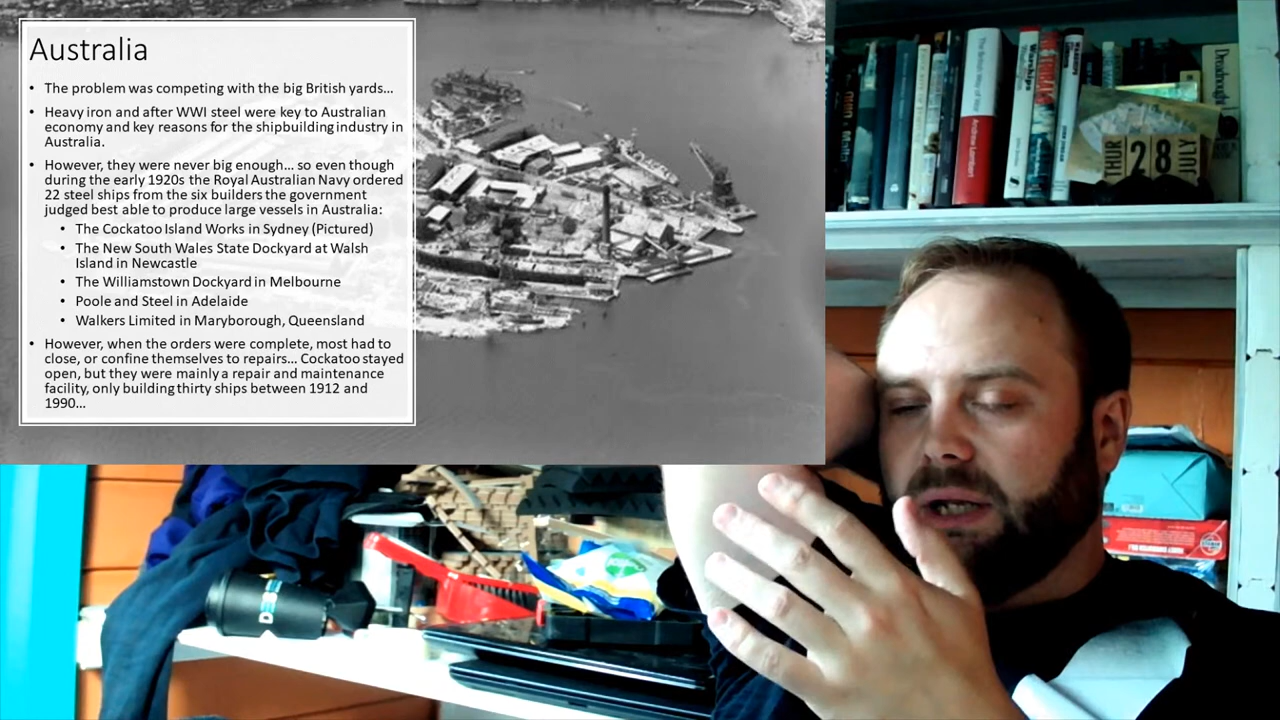 Australia
• The problem was competing with the big British yards…
• Heavy iron and after WWI steel were key to Australian
economy and key reasons for the shipbuilding industry in
Australia.
• However, they were never big enough… so even though
during the early 1920s the Royal Australian Navy ordered
22 steel ships from the six builders the government
judged best able to produce large vessels in Australia:
• The Cockatoo Island Works in Sydney (Pictured)
• The New South Wales State Dockyard at Walsh
Island in Newcastle
• The Williamstown Dockyard in Melbourne
• Poole and Steel in Adelaide
• Walkers Limited in Maryborough, Queensland
• However, when the orders were complete, most had to
close, or confine themselves to repairs… Cockatoo stayed
open, but they were mainly a repair and maintenance
facility, only building thirty ships between 1912 and
1990…
Andrew Lambert
Warships
Dreadnought
THUR 28 JULY